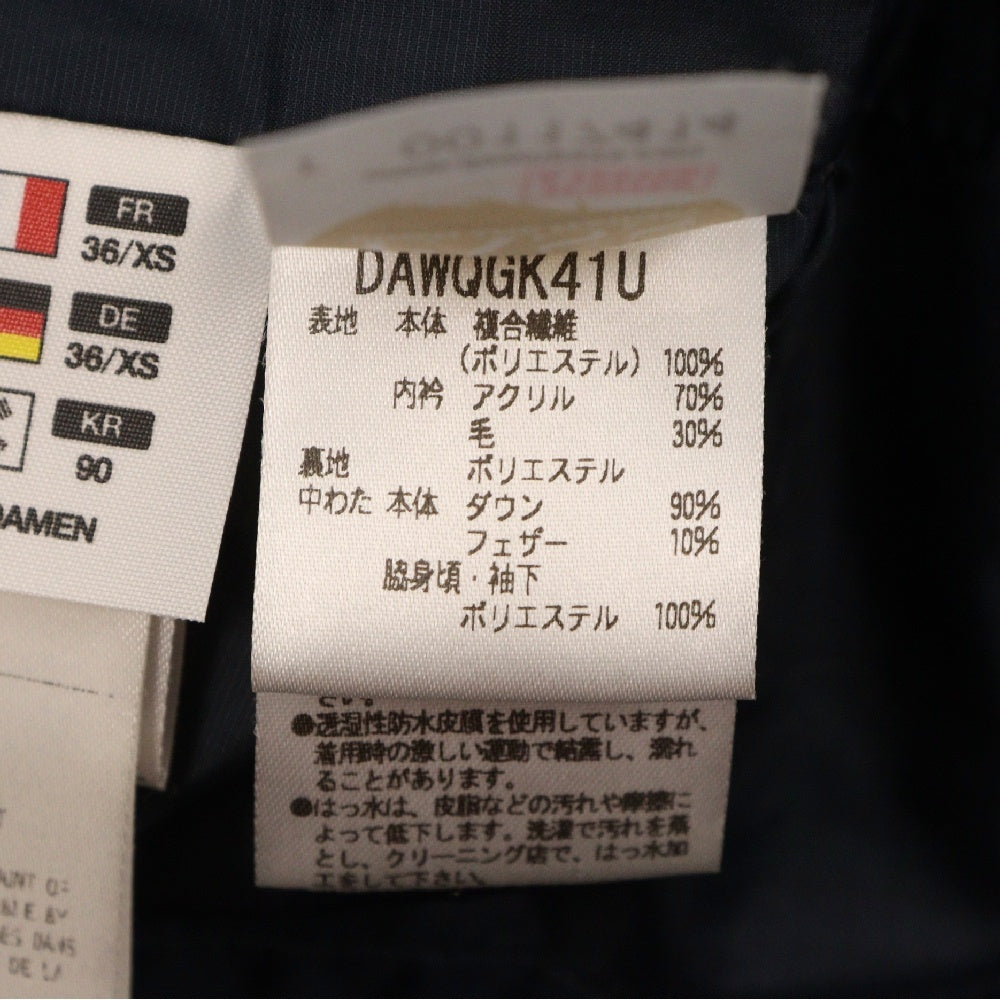 FR
36/XS
DE
36/XS
KR
90
DAMEN
DAWQGK41U
表地 本体 複合繊維
(ポリエステル) 100%
内衿 アクリル 70%
毛 30%
裏地 ポリエステル
中わた 本体 ダウン 90%
フェザー 10%
脇身頃・袖下
ポリエステル 100%
さい。
●透湿性防水皮膜を使用していますが、
着用時の激しい運動で結露し、濡れ
ることがあります。
●はっ水は、皮脂などの汚れや摩擦に
よって低下します。洗濯で汚れを落
とし、クリーニング店で、はっ水加
工をして下さい。
DE LA